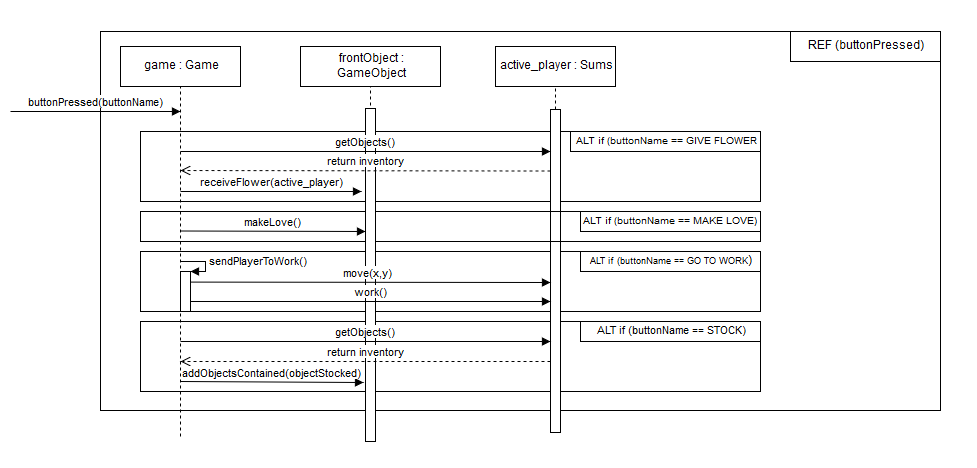 REF (buttonPressed)
game : Game
frontObject :
GameObject
active_player : Sums
buttonPressed(buttonName)
getObjects()
ALT if (buttonName == GIVE FLOWER
return inventory
receiveFlower(active_player)
makeLove()
ALT if (buttonName == MAKE LOVE)
sendPlayerToWork()
ALT if (buttonName == GO TO WORK)
move(x,y)
work()
getObjects()
ALT if (buttonName == STOCK)
return inventory
addObjectsContained(objectStocked)